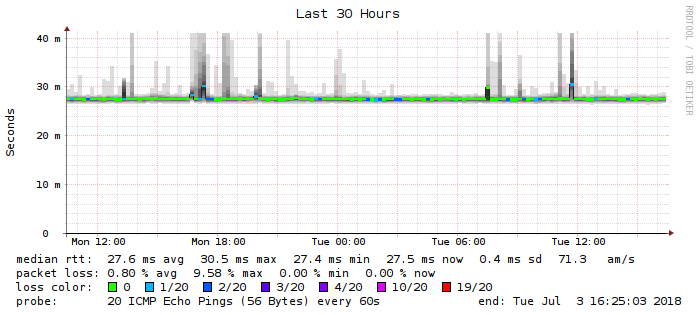 Last 30 Hours
RRDTOOL / TOBI OETIKER
Seconds
40 m
30 m
20 m
10 m
0
Mon 12:00 Mon 18:00 Tue 00:00 Tue 06:00 Tue 12:00
median rtt: 27.6 ms avg 30.5 ms max 27.4 ms min 27.5 ms now 0.4 ms sd 71.3 am/s
packet loss: 0.80 % avg 9.58 % max 0.00 % min 0.00 % now
loss color: 0 1/20 2/20 3/20 4/20 10/20 19/20
probe: 20 ICMP Echo Pings (56 Bytes) every 60s end: Tue Jul 3 16:25:03 2018